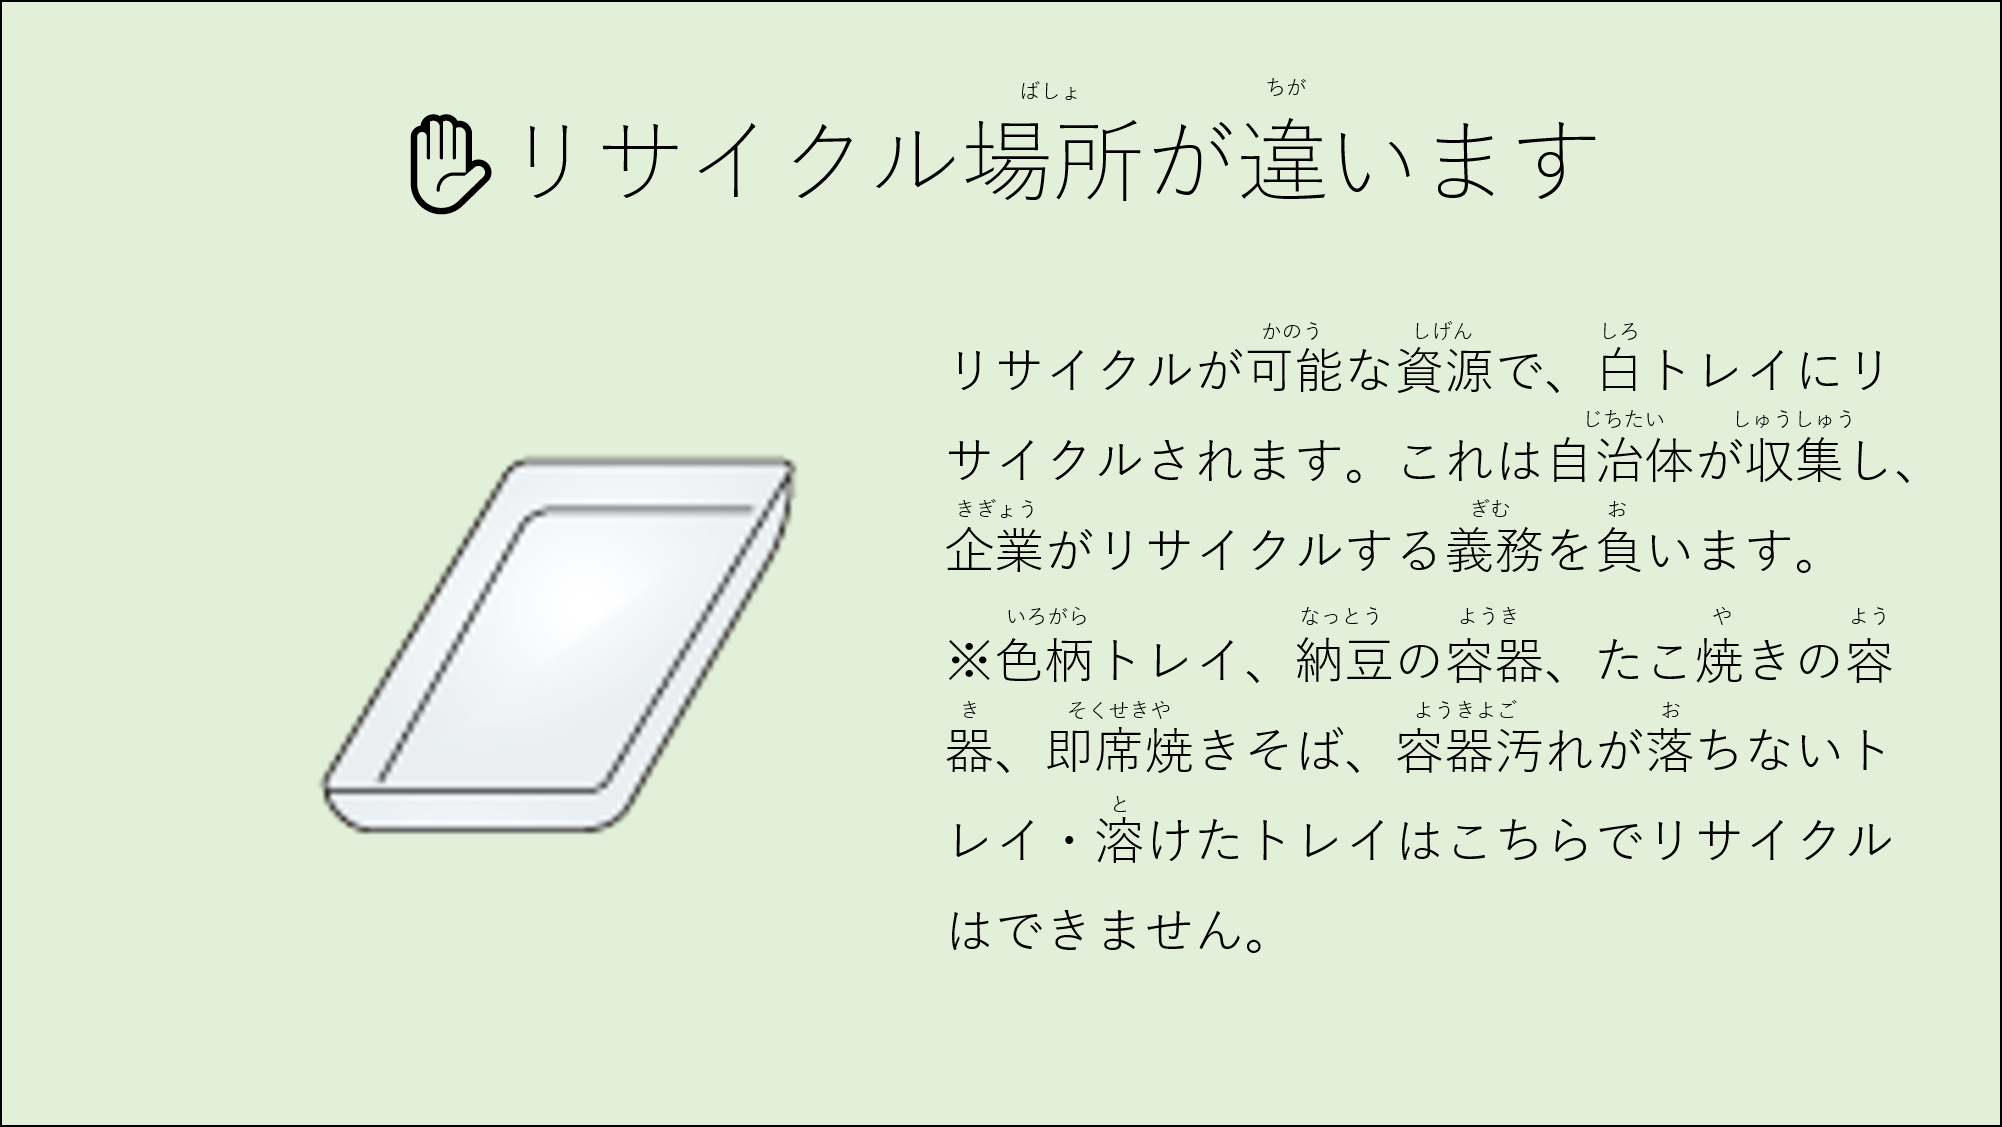 ばしょ ちが
リサイクル場所が違います
かのう しげん しろ
リサイクルが可能な資源で、白トレイにリ
じちたい しゅうしゅう
サイクルされます。これは自治体が収集し、
きぎょう ぎむ お
企業がリサイクルする義務を負います。
いろがら なっとう ようき や よう
※色柄トレイ、納豆の容器、たこ焼きの容
き そくせきや ようきよご お
器、即席焼きそば、容器汚れが落ちないト
と
レイ・溶けたトレイはこちらでリサイクル
はできません。